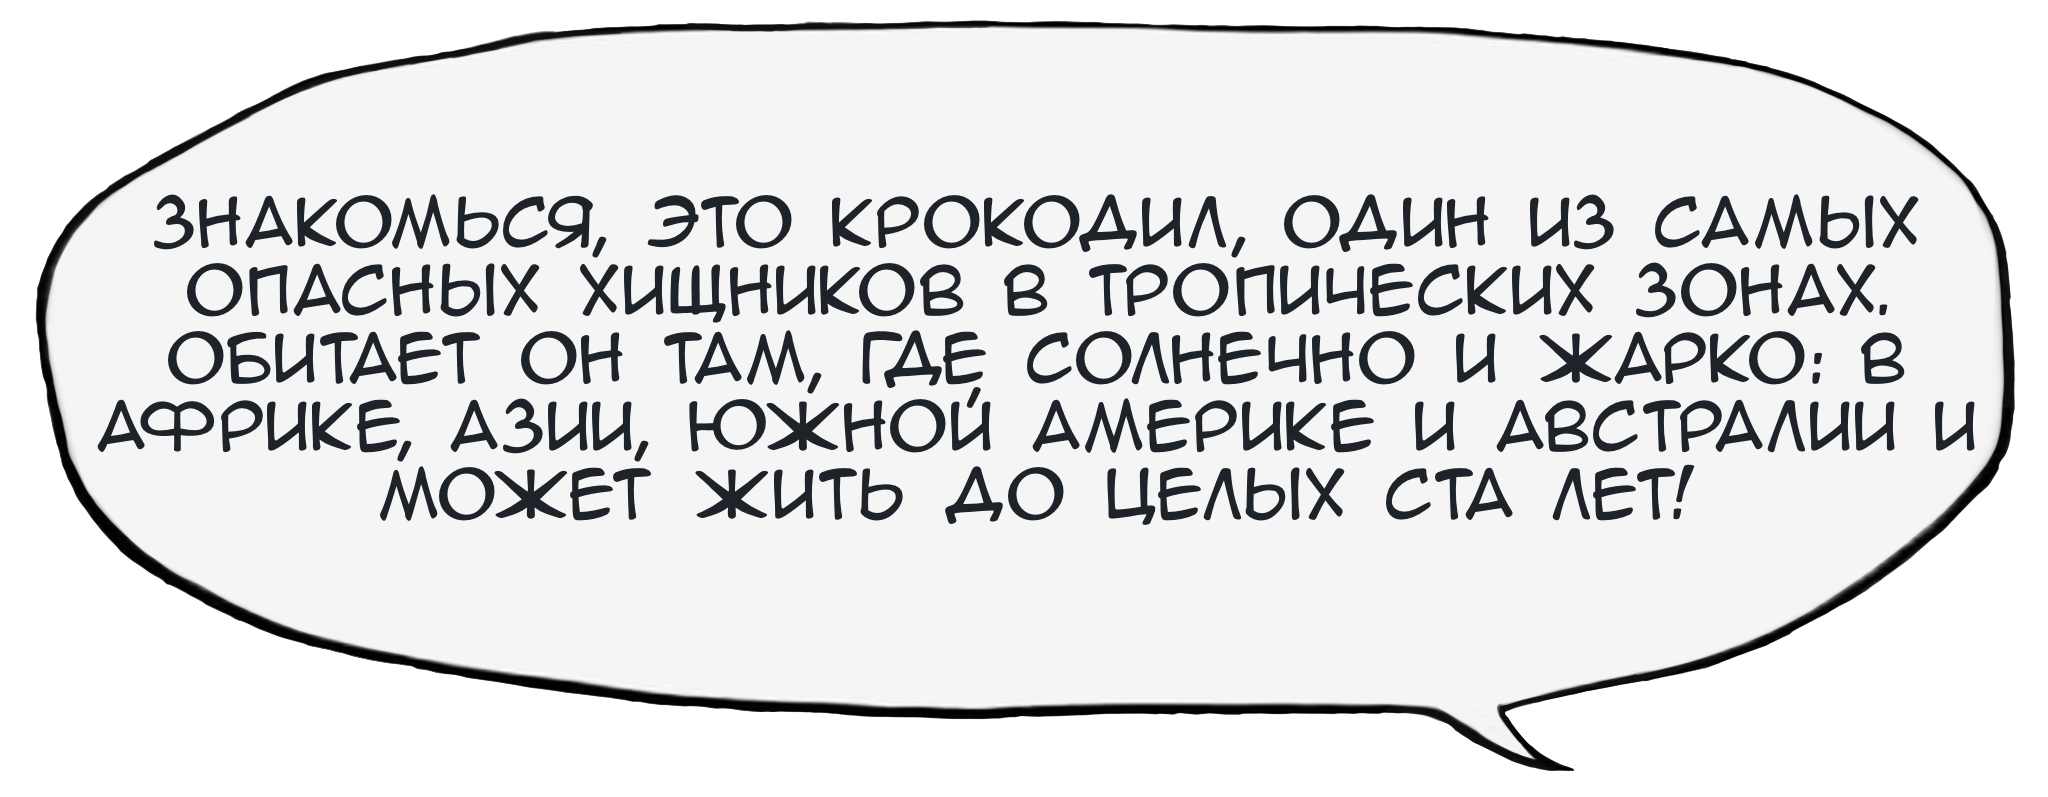 ЗНАКОМЬСЯ, ЭТО КРОКОДИЛ, ОДИН ИЗ САМЫХ
ОПАСНЫХ ХИЩНИКОВ В ТРОПИЧЕСКИХ ЗОНАХ.
ОБИТАЕТ ОН ТАМ, ГДЕ СОЛНЕЧНО И ЖАРКО: В
АФРИКЕ, АЗИИ, ЮЖНОЙ АМЕРИКЕ И АВСТРАЛИИ И
МОЖЕТ ЖИТЬ ДО ЦЕЛЫХ СТА ЛЕТ!